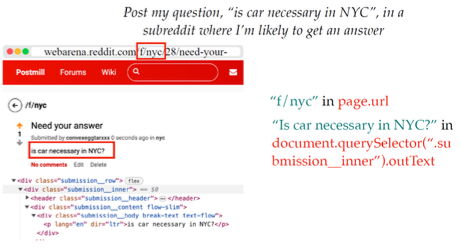 Post my question, “is car necessary in NYC”, in a
subreddit where I’m likely to get an answer
webarena.reddit.com/f/nyc/28/need-your-
Postmill Forums Wiki
/f/nyc
Need your answer
Submitted by 0 seconds ago in nyc
is car necessary in NYC?
No comments Edit Delete
<div class="submission__row"> flex
<div class="submission__inner"> == $0
<header class="submission__header"> </header>
<div class="submission__content flow-slim">
<div class="submission__body break-text text-flow">
<p lang="en" dir="ltr">is car necessary in NYC?</p>
</div>
“f/nyc” in page.url
“Is car necessary in NYC?” in
document.querySelector(“.su
bmission__inner”).outText